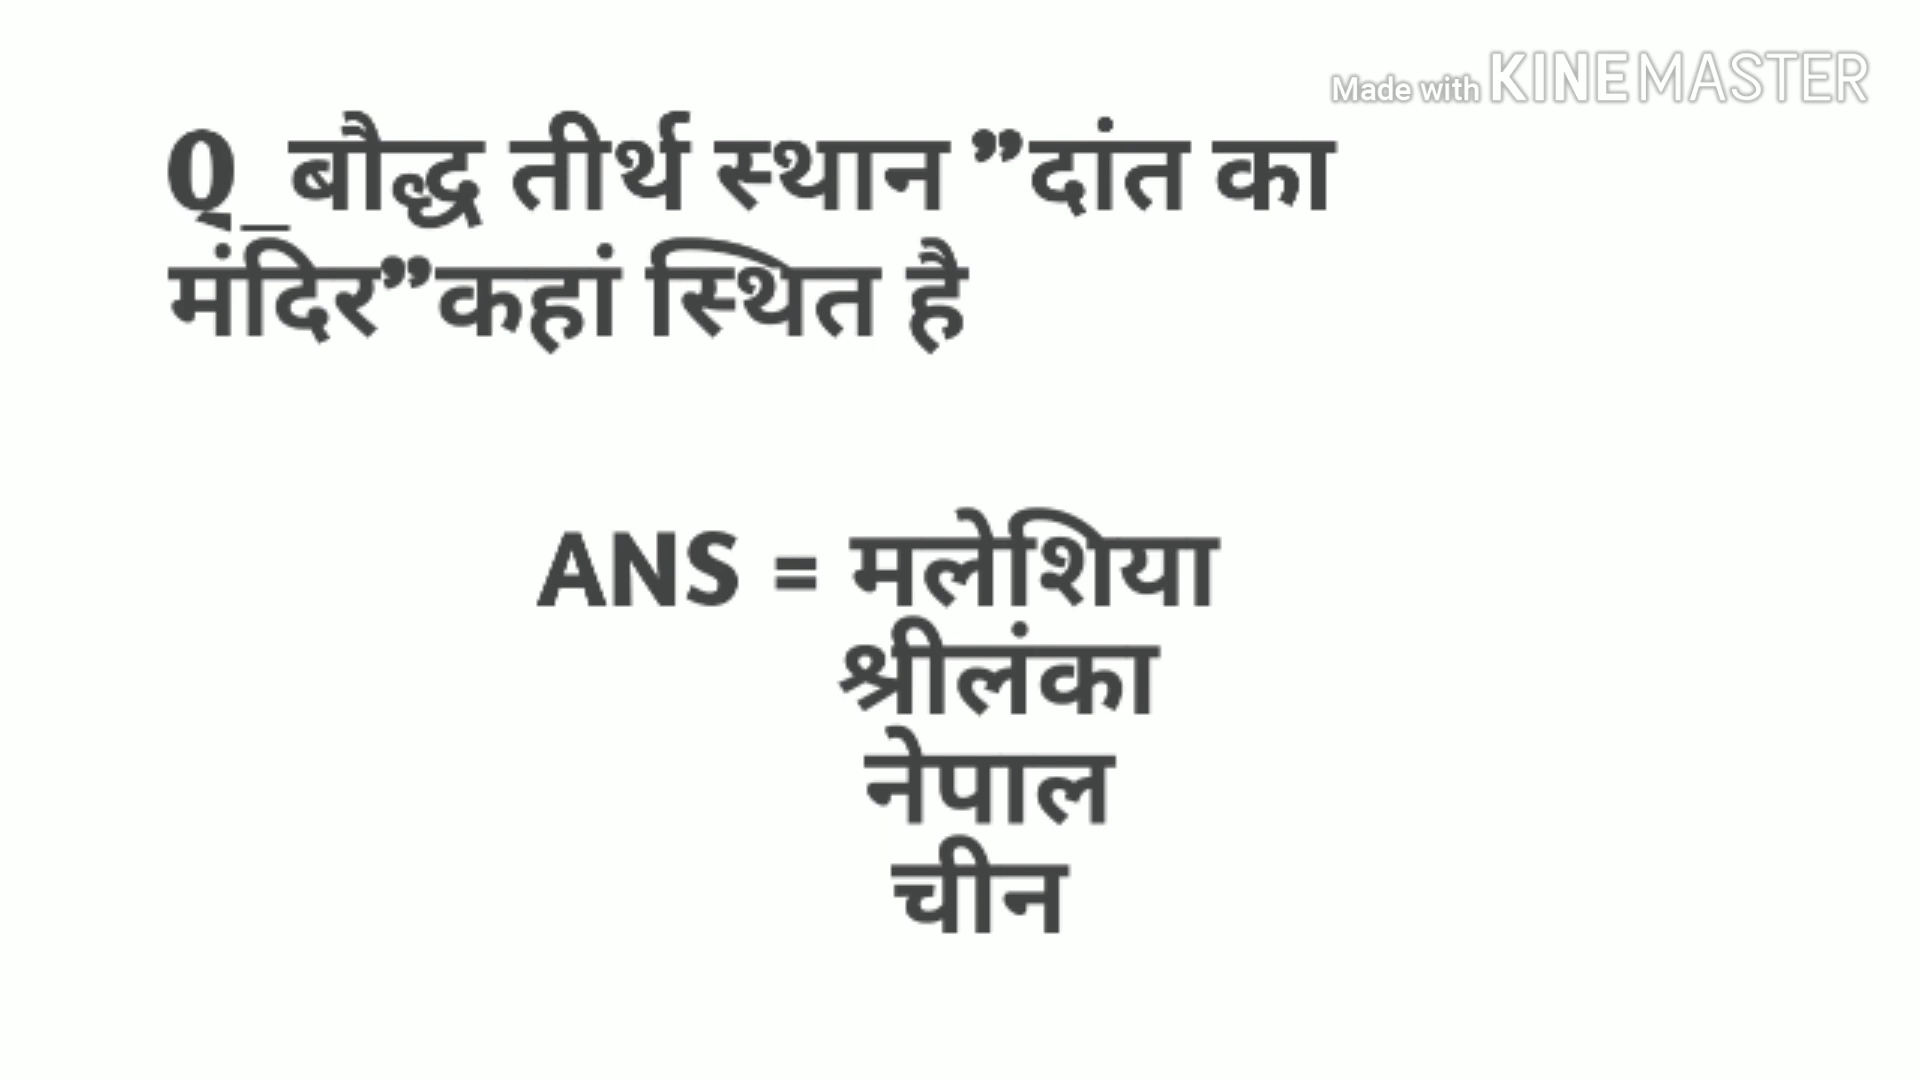 Made with KINEMASTER
Q_बौद्ध तीर्थ स्थान ”दांत का
मंदिर”कहां स्थित है
ANS = मलेशिया
श्रीलंका
नेपाल
चीन